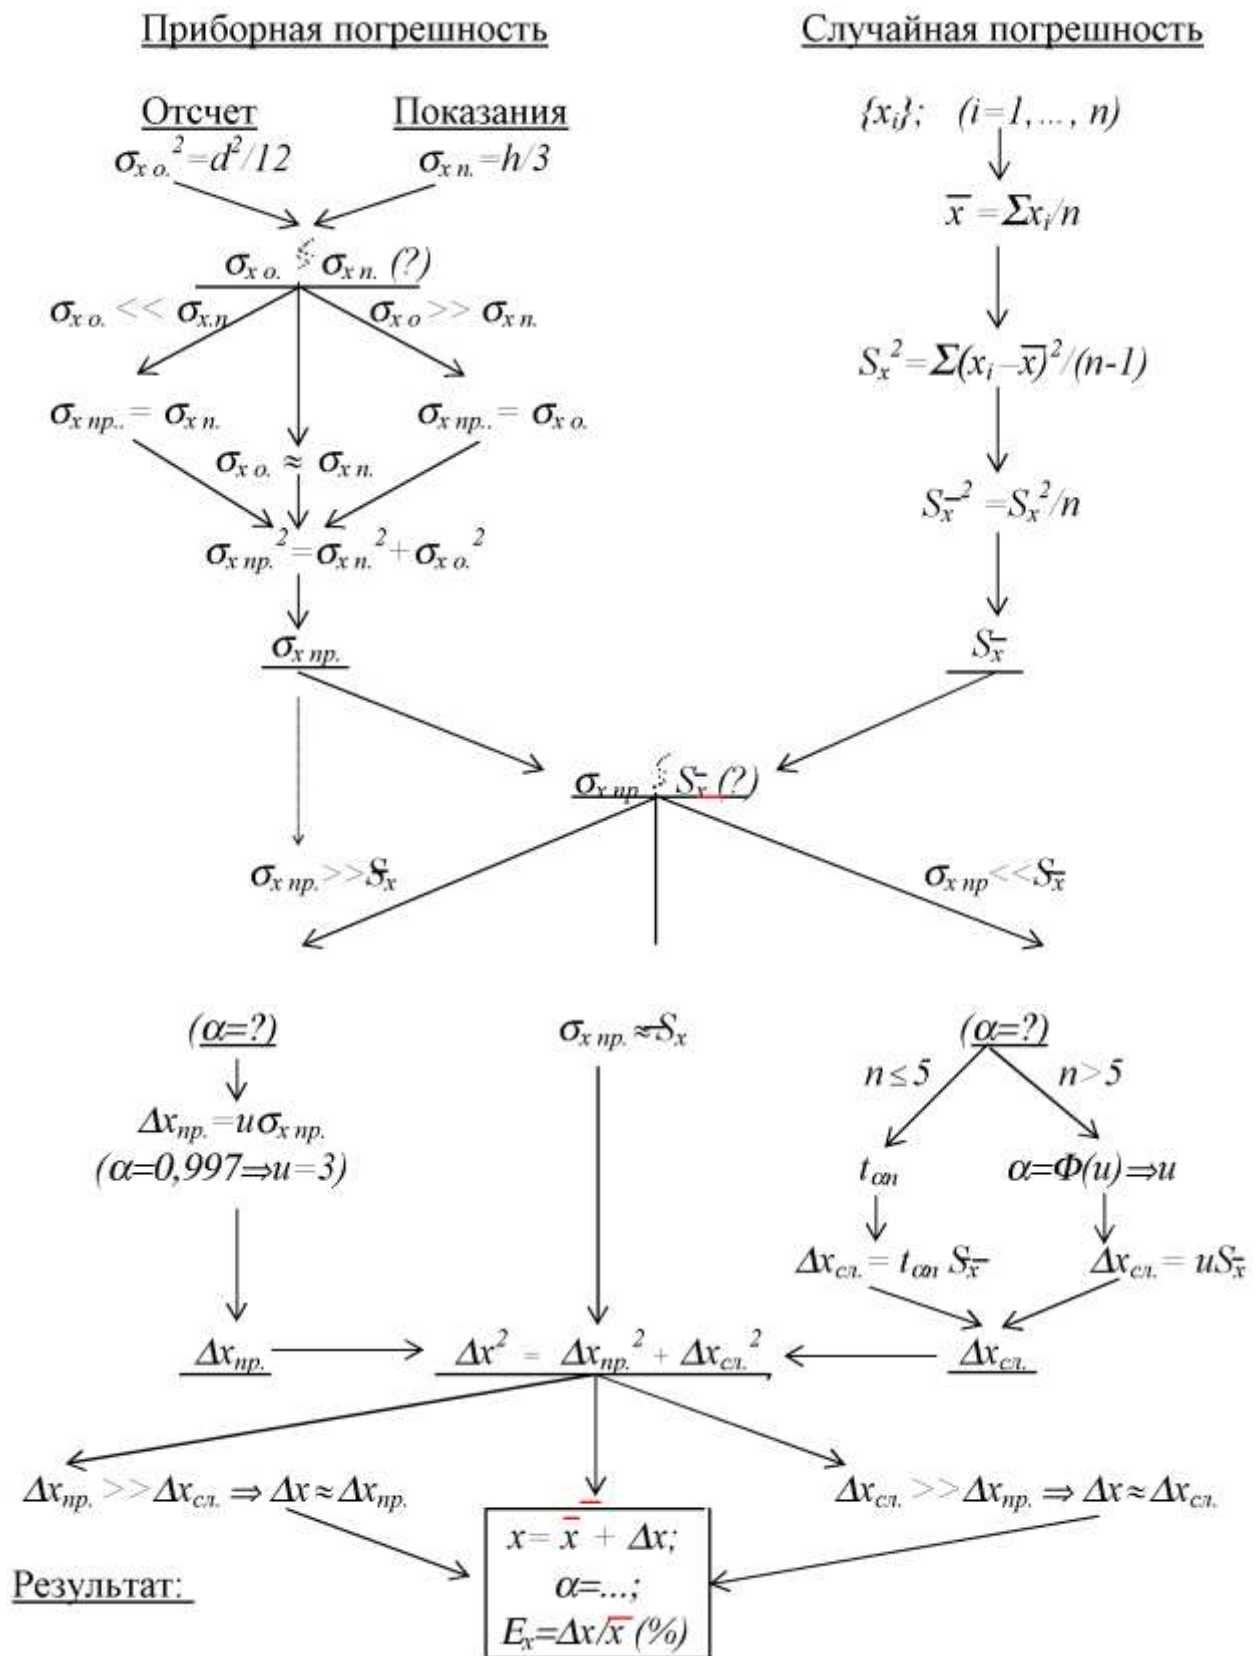 Приборная погрешность Случайная погрешность
Отсчет Показания {xᵢ}; (i=1,..., n)
σₓ ₒ.²=d²/12 σₓ ₙ.=h/3
x̅ =Σxᵢ/n
σx о. σx п. (?)
σx о. << σx.п σx о >> σx п.
Sx²=Σ(xᵢ–x̅)²/(n-1)
σx пр..= σx п. σx пр..= σx о.
σx о. ≈ σx п.
Sx̅² =Sx²/n
σx пр.²=σx п.²+σx о.²
σx пр. Sx̅
σx пр Sx̅ (?)
σx пр.>>Sx̅ σx пр<<Sx̅
(α=?) σx пр.≈Sx̅ (α=?)
n≤5 n>5
Δxпр.=uσx пр.
(α=0,997⇒u=3) tαn α=Φ(u)⇒u
Δxсл.= tαn Sx̅ Δxсл.= uSx̅
Δxпр. Δx² = Δxпр.²+Δxсл.² Δxсл.
Δxпр.>>Δxсл.⇒Δx≈Δxпр. Δxсл.>>Δxпр.⇒Δx≈Δxсл.
x= x̅ + Δx;
Результат: α=...;
Eₓ=Δx/x̅ (%)